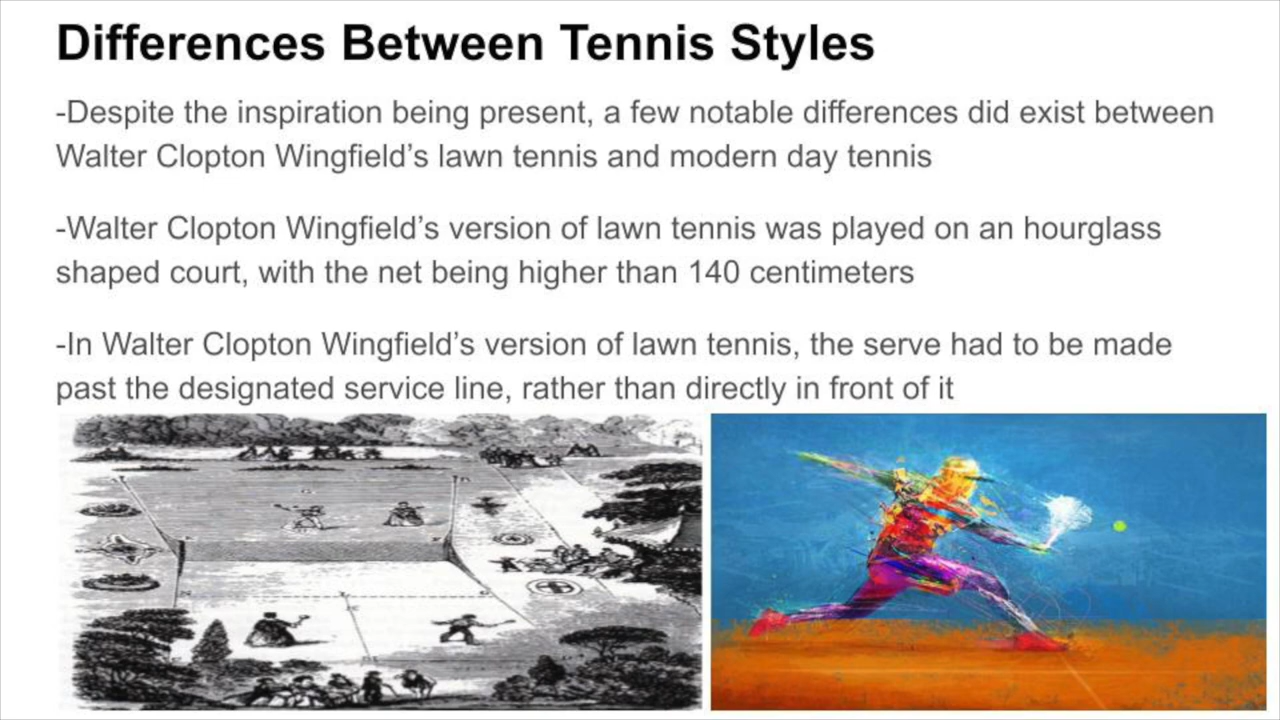 Differences Between Tennis Styles
-Despite the inspiration being present, a few notable differences did exist between
Walter Clopton Wingfield’s lawn tennis and modern day tennis
-Walter Clopton Wingfield’s version of lawn tennis was played on an hourglass
shaped court, with the net being higher than 140 centimeters
-In Walter Clopton Wingfield’s version of lawn tennis, the serve had to be made
past the designated service line, rather than directly in front of it